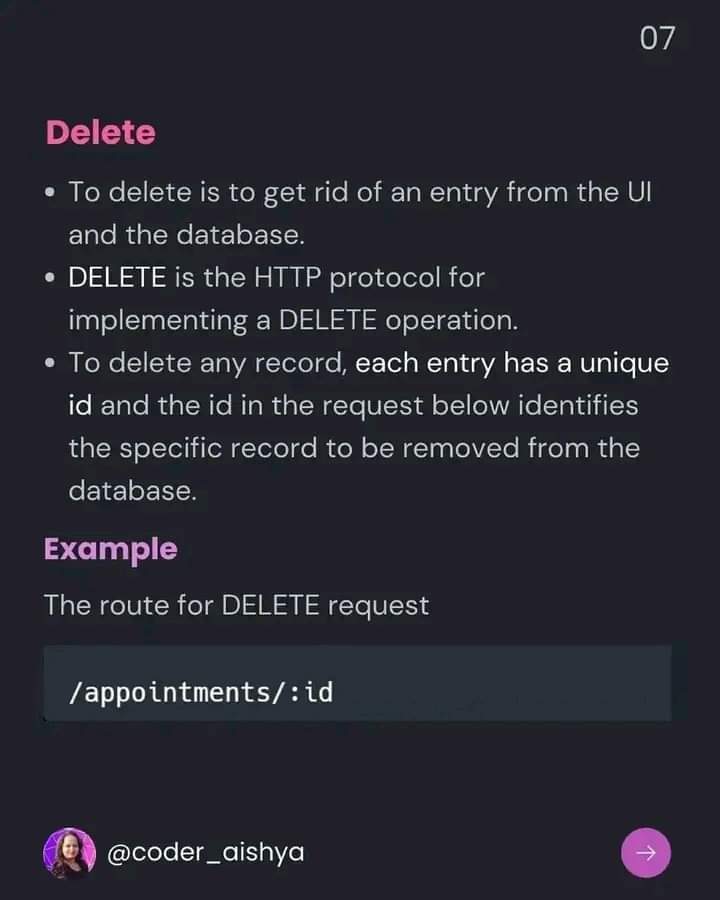 07
Delete
• To delete is to get rid of an entry from the UI
and the database.
• DELETE is the HTTP protocol for
implementing a DELETE operation.
• To delete any record, each entry has a unique
id and the id in the request below identifies
the specific record to be removed from the
database.
Example
The route for DELETE request
/appointments/:id
@coder_aishya